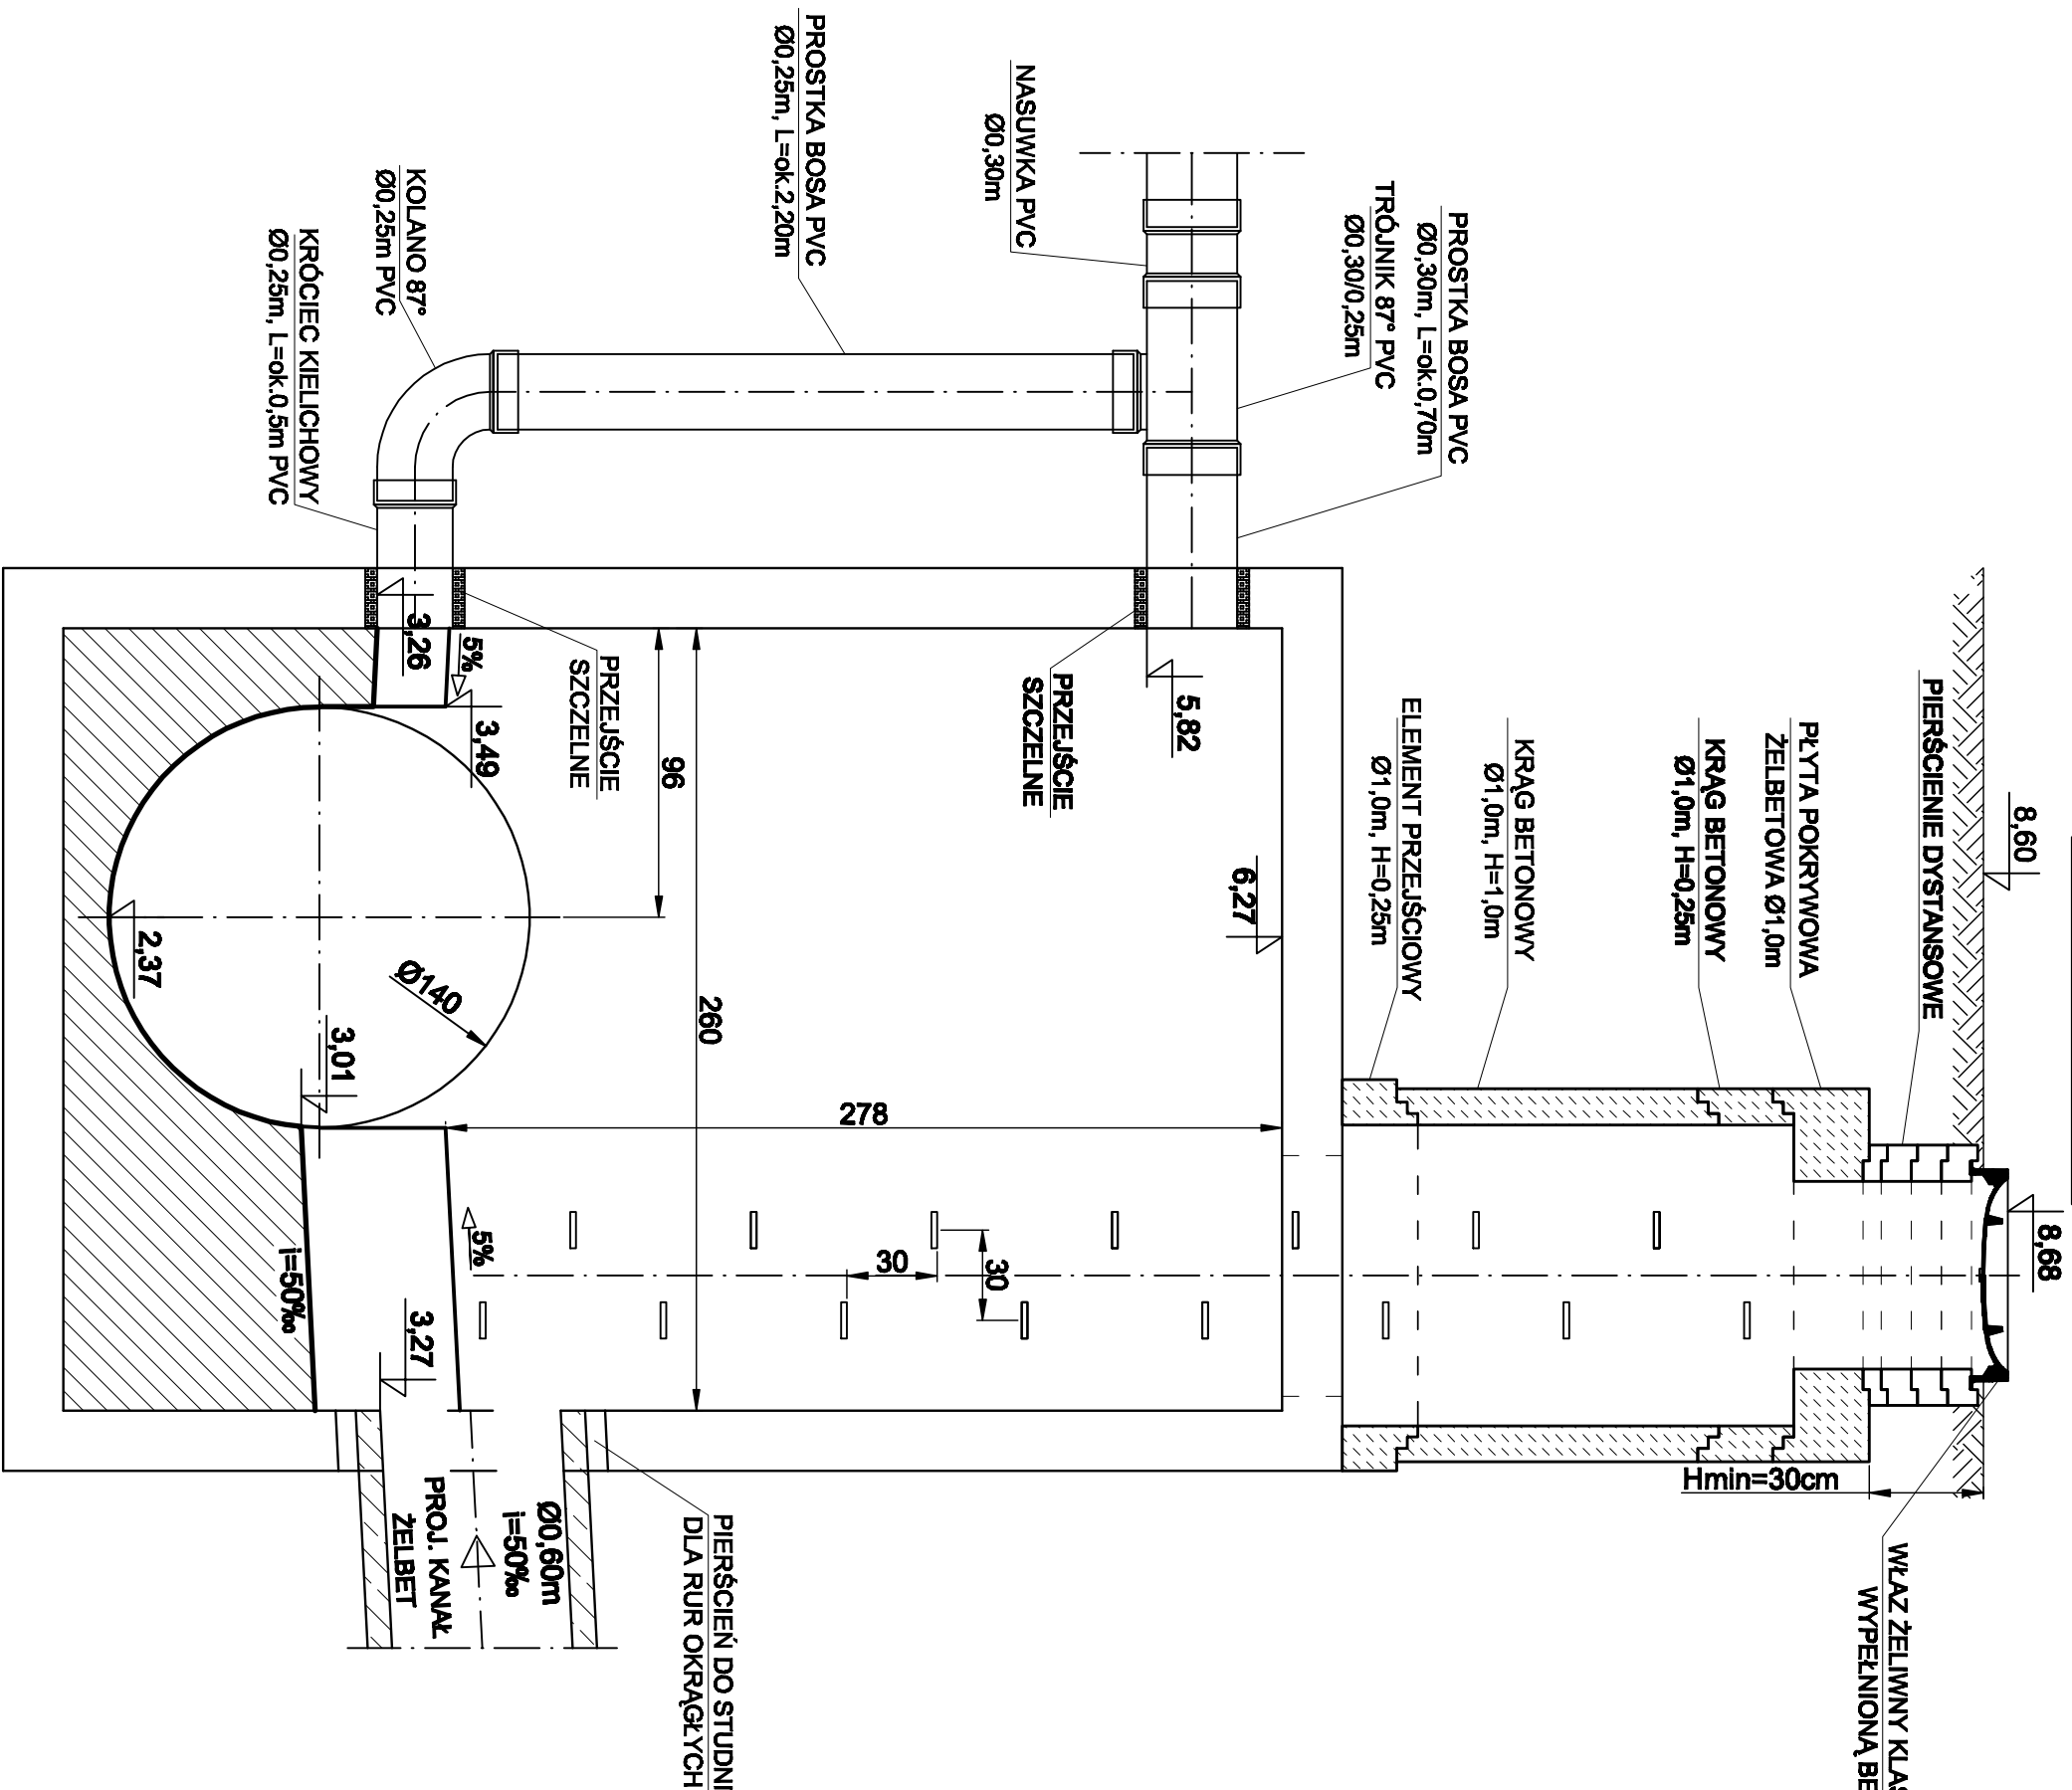 8,60
8,68
PIERŚCIENIE DYSTANSOWE
PŁYTA POKRYWOWA
ŻELBETOWA Ø1,0m
KRĄG BETONOWY
Ø1,0m, H=0,25m
KRĄG BETONOWY
Ø1,0m, H=1,0m
ELEMENT PRZEJŚCIOWY
Ø1,0m, H=0,25m
WŁAZ ŻELIWNY
WYPEŁNIONĄ
Hmin=30cm
PROSTKA BOSA PVC
Ø0,30m, L=ok.0,70m
TRÓJNIK 87° PVC
Ø0,30/0,25m
NASUWKA PVC
Ø0,30m
PROSTKA BOSA PVC
Ø0,25m, L=ok.2,20m
KOLANO 87°
Ø0,25m PVC
KRÓCIEC KIELICHOWY
Ø0,25m, L=ok.0,5m PVC
6,27
5,82
PRZEJŚCIE
SZCZELNE
278
30
30
260
96
PRZEJŚCIE
SZCZELNE
5%
3,49
3,26
Ø140
3,01
2,37
5%
3,27
i=50‰
PIERŚCIEŃ DO STUDNI
DLA RUR OKRĄGŁYCH
Ø0,60m
i=50‰
PROJ. KANAŁ
ŻELBET